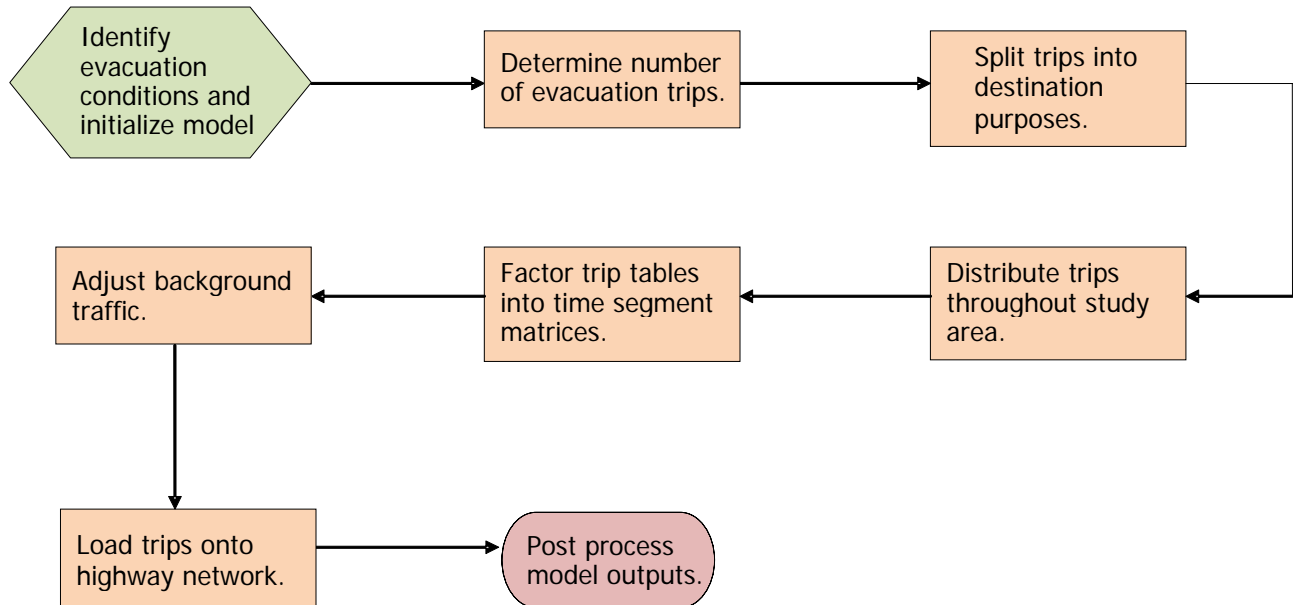 Identify
evacuation
conditions and
initialize model
Determine number
of evacuation trips.
Split trips into
destination
purposes.
Distribute trips
throughout study
area.
Factor trip tables
into time segment
matrices.
Adjust background
traffic.
Load trips onto
highway network.
Post process
model outputs.